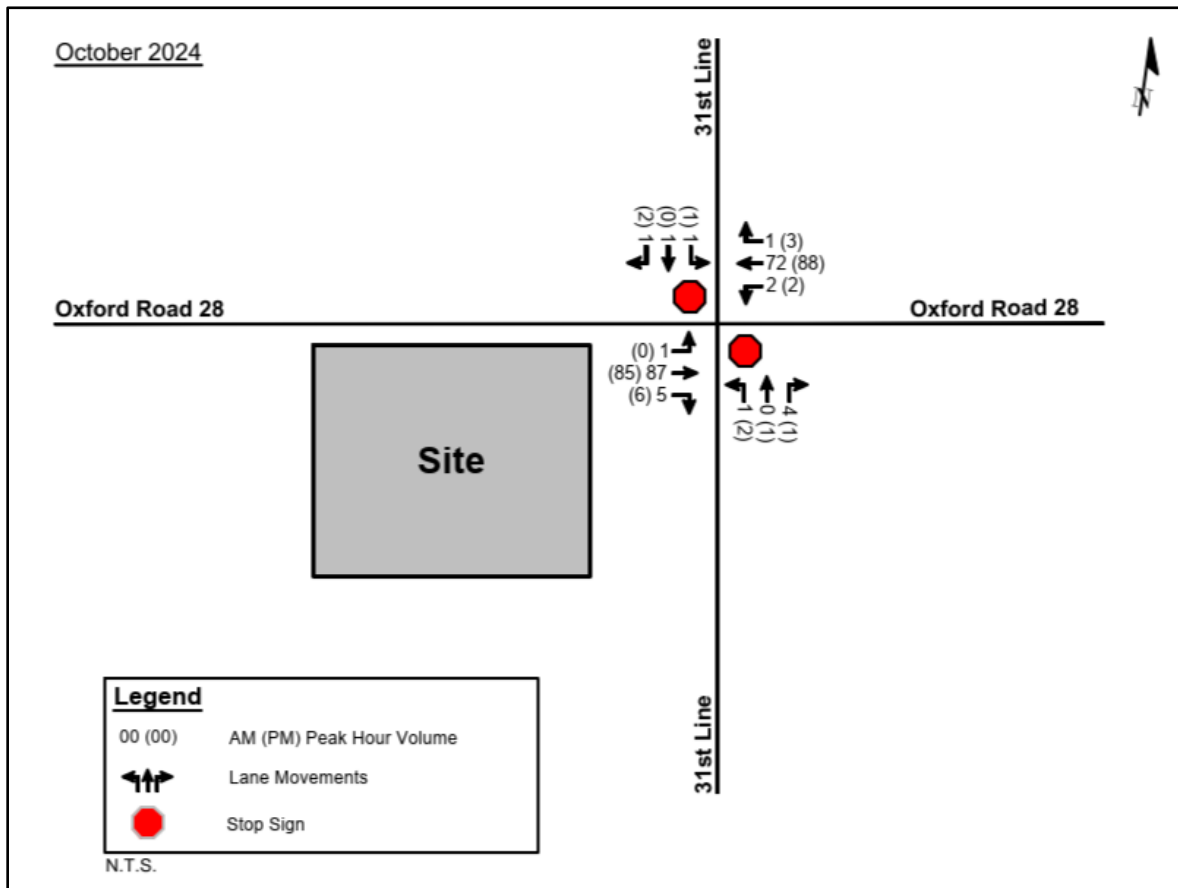 October 2024
31st Line
N
(2) 1
(0) 1
(1) 1
1 (3)
72 (88)
2 (2)
Oxford Road 28
Oxford Road 28
(0) 1
(85) 87
(6) 5
1 (2)
0 (1)
4 (1)
Site
31st Line
Legend
00 (00) AM (PM) Peak Hour Volume
Lane Movements
Stop Sign
N.T.S.